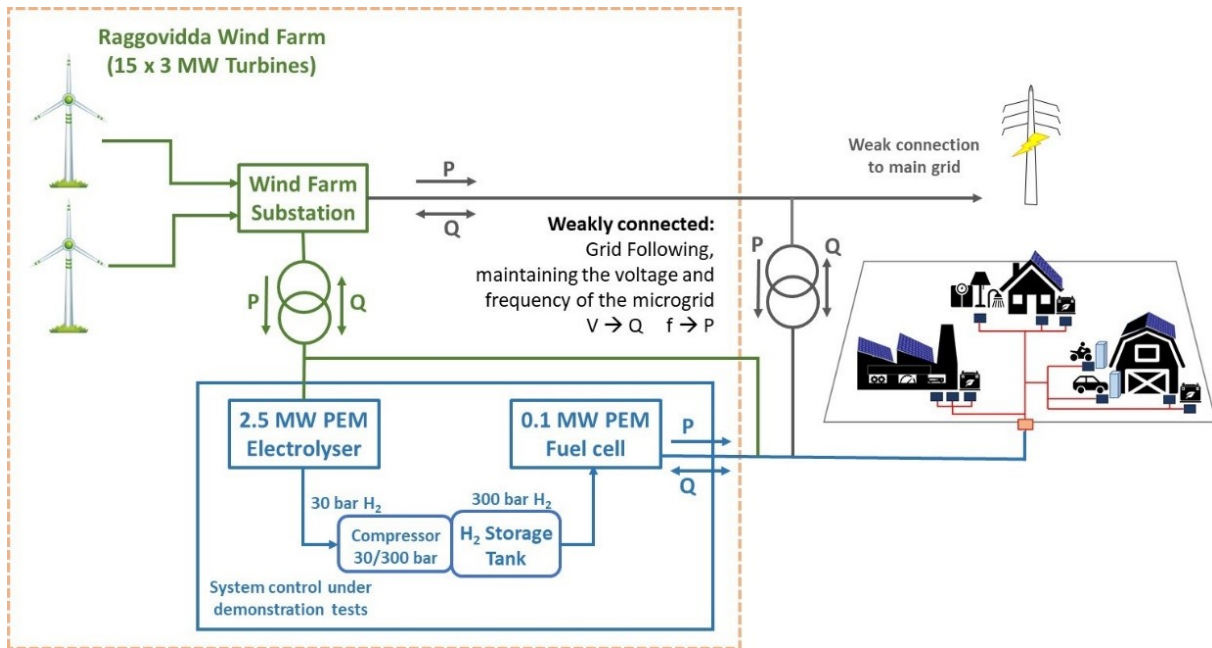 Raggovidda Wind Farm
(15 x 3 MW Turbines)
Wind Farm
Substation
P
Q
Weak connection
to main grid
Weakly connected:
Grid Following,
maintaining the voltage and
frequency of the microgrid
V → Q f → P
P
Q
P
Q
2.5 MW PEM
Electrolyser
0.1 MW PEM
Fuel cell
P
Q
30 bar H₂
300 bar H₂
Compressor
30/300 bar
H₂ Storage
Tank
System control under
demonstration tests